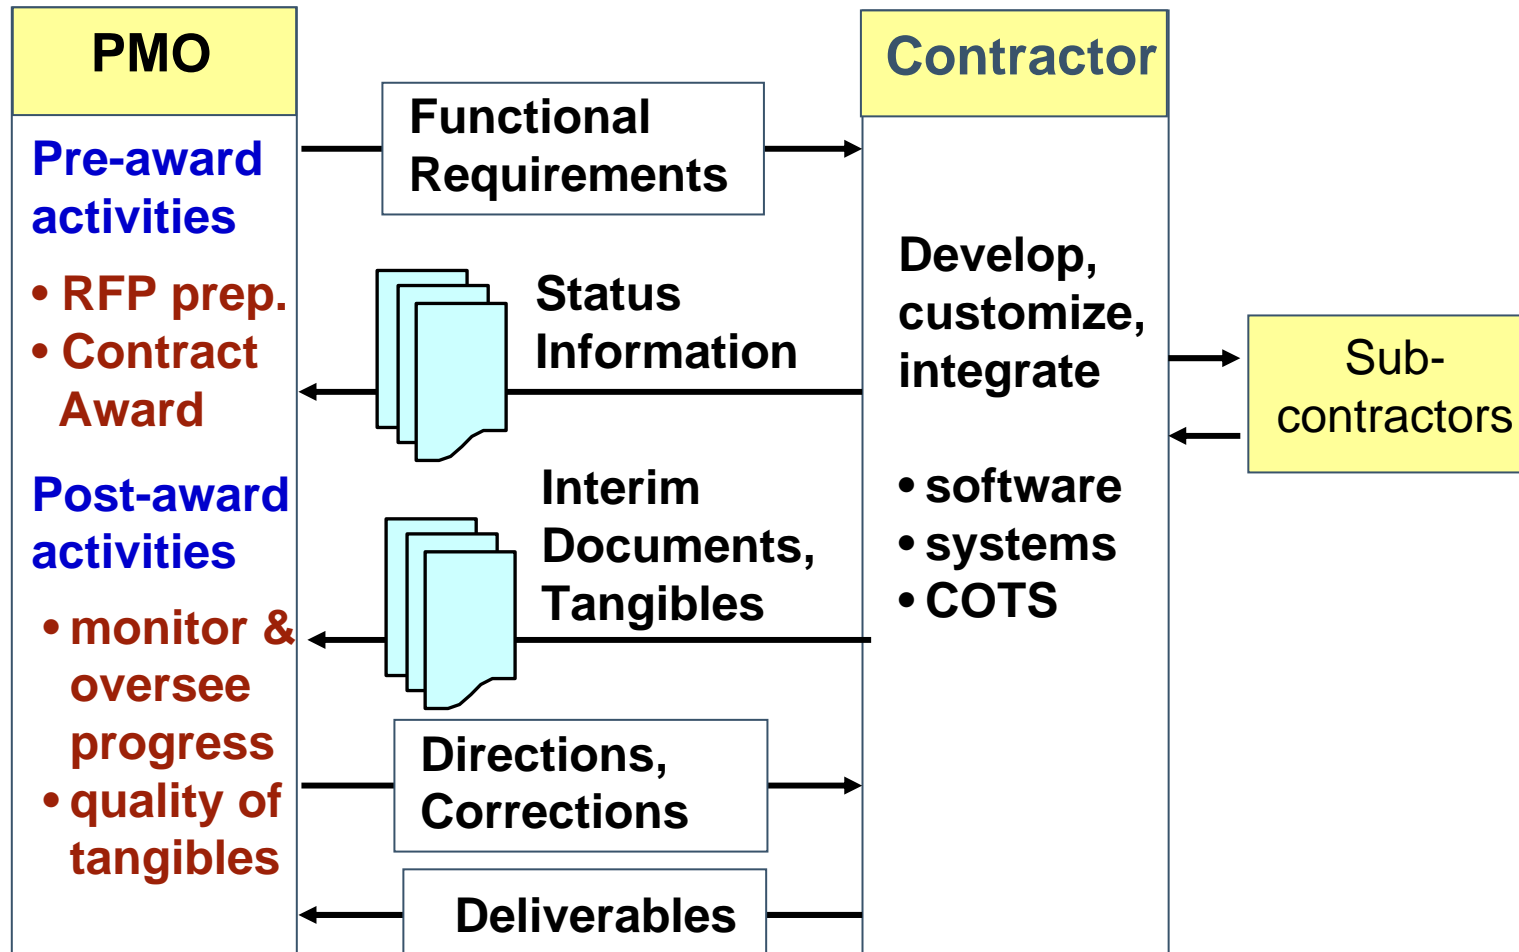 PMO
Pre-award
activities
• RFP prep.
• Contract
Award
Post-award
activities
• monitor &
oversee
progress
• quality of
tangibles
Functional
Requirements
Status
Information
Interim
Documents,
Tangibles
Directions,
Corrections
Deliverables
Contractor
Develop,
customize,
integrate
• software
• systems
• COTS
Sub-
contractors